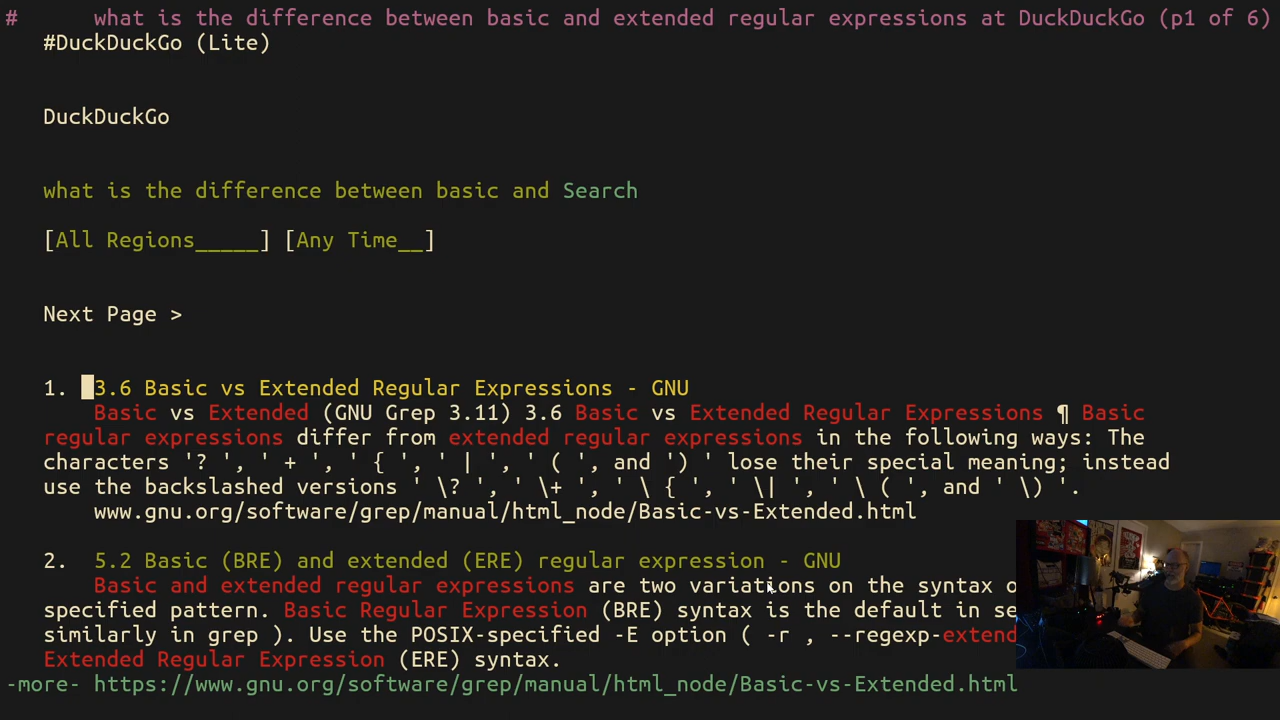 # what is the difference between basic and extended regular expressions at DuckDuckGo (p1 of 6)
#DuckDuckGo (Lite)
DuckDuckGo
what is the difference between basic and Search
[All Regions_____] [Any Time__]
Next Page >
1. 3.6 Basic vs Extended Regular Expressions - GNU
Basic vs Extended (GNU Grep 3.11) 3.6 Basic vs Extended Regular Expressions ¶ Basic
regular expressions differ from extended regular expressions in the following ways: The
characters '? ', ' + ', ' { ', ' | ', ' ( ', and ') ' lose their special meaning; instead
use the backslashed versions ' \? ', ' \+ ', ' \ { ', ' \| ', ' \ ( ', and ' \) '.
www.gnu.org/software/grep/manual/html_node/Basic-vs-Extended.html
2. 5.2 Basic (BRE) and extended (ERE) regular expression - GNU
Basic and extended regular expressions are two variations on the syntax o
specified pattern. Basic Regular Expression (BRE) syntax is the default in se
similarly in grep ). Use the POSIX-specified -E option ( -r , --regexp-extend
Extended Regular Expression (ERE) syntax.
-more- https://www.gnu.org/software/grep/manual/html_node/Basic-vs-Extended.html